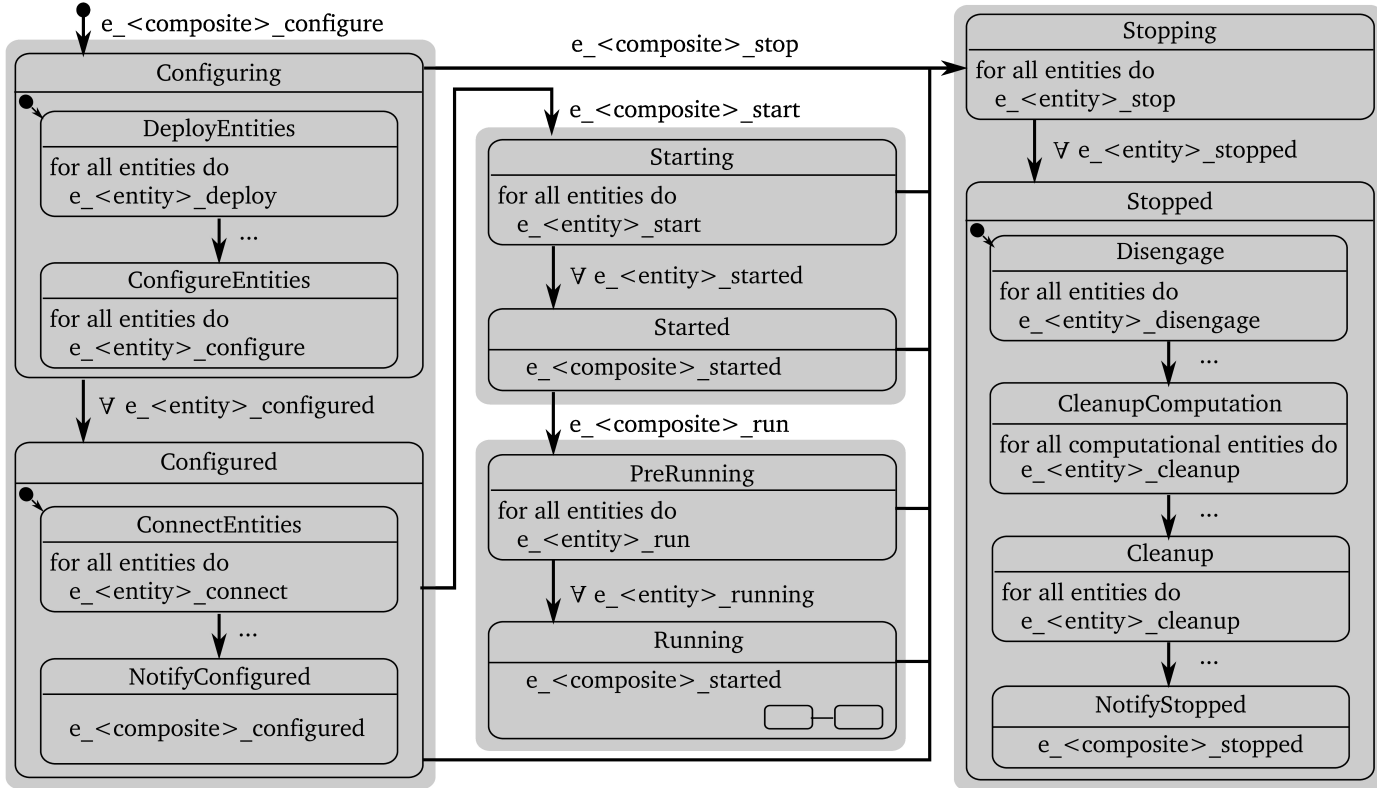 e_<composite>_configure
Configuring
DeployEntities
for all entities do
e_<entity>_deploy
...
ConfigureEntities
for all entities do
e_<entity>_configure
∀ e_<entity>_configured
Configured
ConnectEntities
for all entities do
e_<entity>_connect
...
NotifyConfigured
e_<composite>_configured
e_<composite>_stop
e_<composite>_start
Starting
for all entities do
e_<entity>_start
∀ e_<entity>_started
Started
e_<composite>_started
e_<composite>_run
PreRunning
for all entities do
e_<entity>_run
∀ e_<entity>_running
Running
e_<composite>_started
Stopping
for all entities do
e_<entity>_stop
∀ e_<entity>_stopped
Stopped
Disengage
for all entities do
e_<entity>_disengage
...
CleanupComputation
for all computational entities do
e_<entity>_cleanup
...
Cleanup
for all entities do
e_<entity>_cleanup
...
NotifyStopped
e_<composite>_stopped